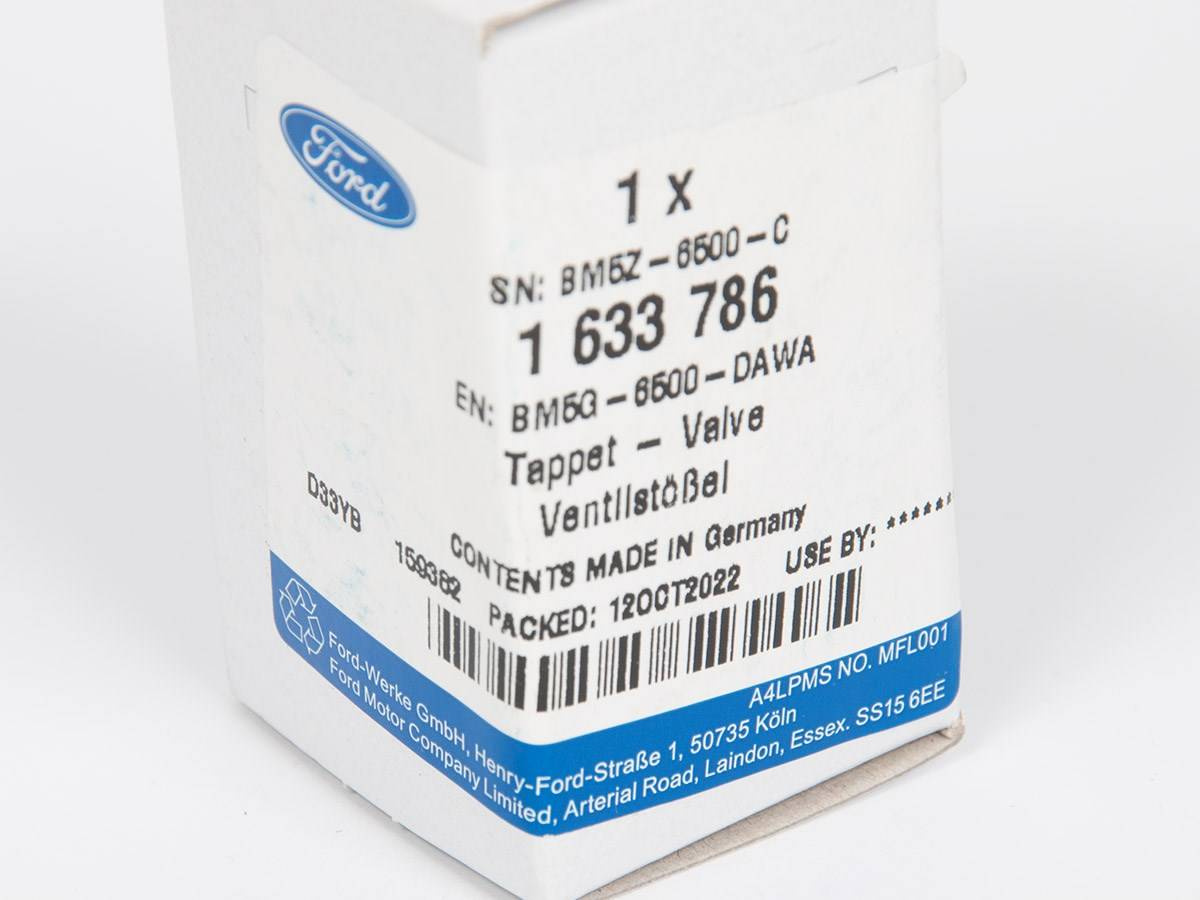 Ford
1 x
SN: BM5Z-6500-C
1 633 786
EN: BM5G-6500-DAWA
Tappet - Valve
Ventilstößel
D33YB
CONTENTS MADE IN Germany
159382
PACKED: 12OCT2022
USE BY: ******
A4LPMS NO. MFL001
Ford-Werke GmbH, Henry-Ford-Straße 1, 50735 Köln
Ford Motor Company Limited, Arterial Road, Laindon, Essex. SS15 6EE